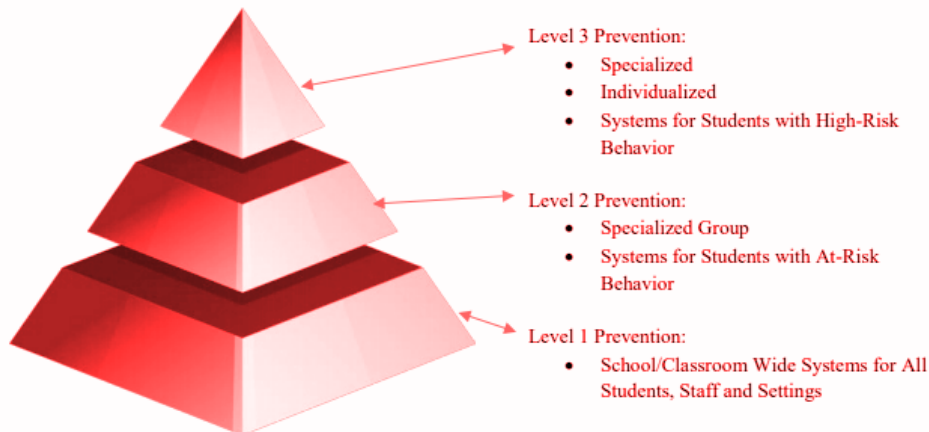 Level 3 Prevention:
• Specialized
• Individualized
• Systems for Students with High-Risk
Behavior
Level 2 Prevention:
• Specialized Group
• Systems for Students with At-Risk
Behavior
Level 1 Prevention:
• School/Classroom Wide Systems for All
Students, Staff and Settings